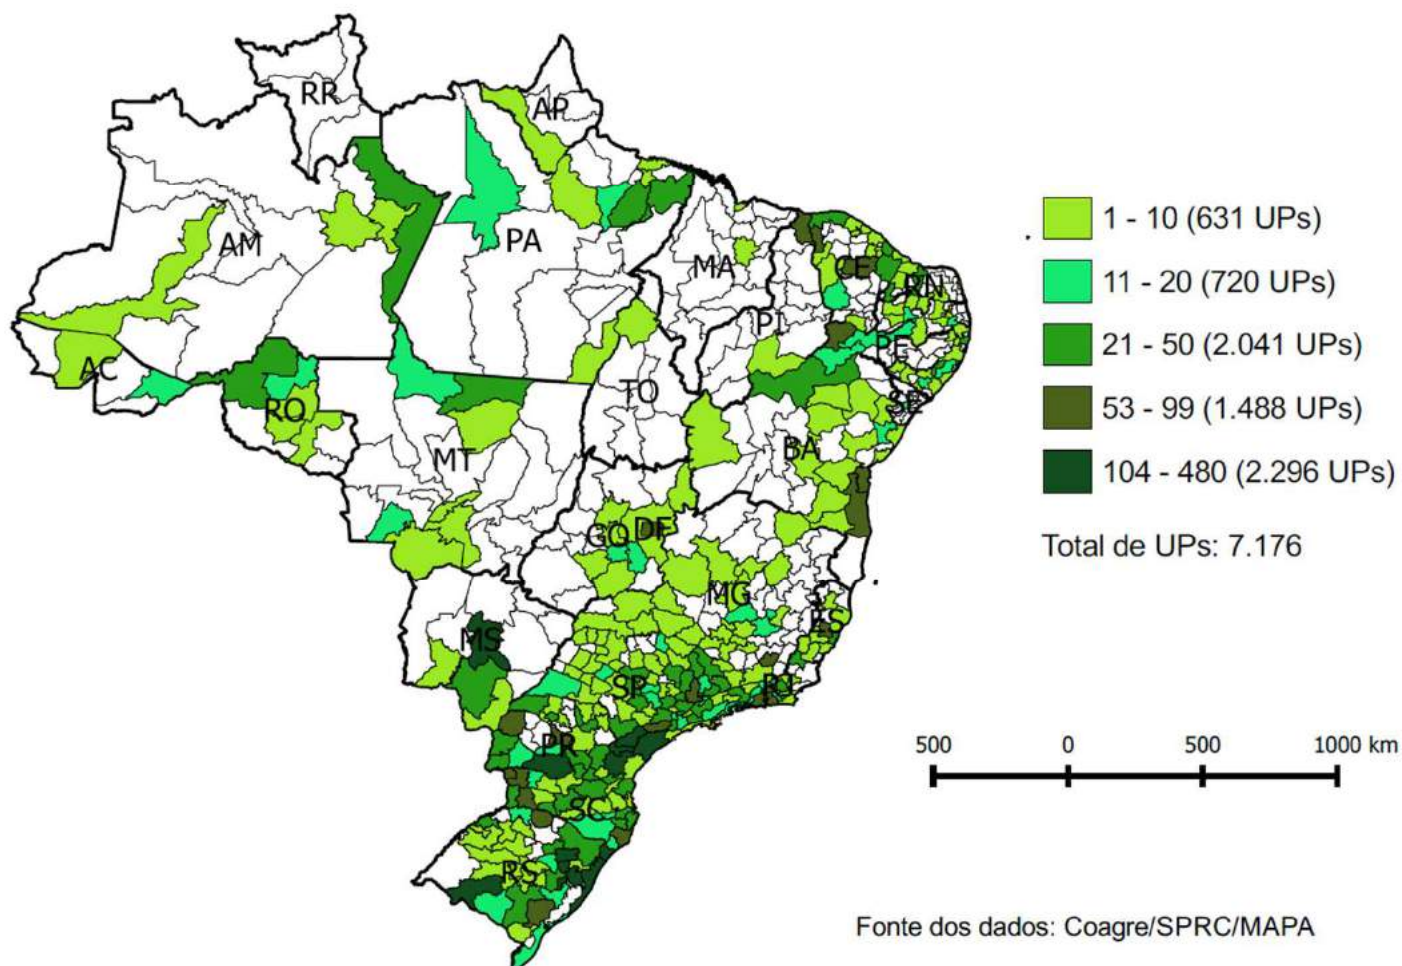 RR
AP
AM
PA
MA
CE
RN
PI
PE
AC
TO
SE
RO
BA
MT
GO
DF
MG
ES
MS
SP
RJ
PR
SC
RS
1 - 10 (631 UPs)
11 - 20 (720 UPs)
21 - 50 (2.041 UPs)
53 - 99 (1.488 UPs)
104 - 480 (2.296 UPs)
Total de UPs: 7.176
500 0 500 1000 km
Fonte dos dados: Coagre/SPRC/MAPA